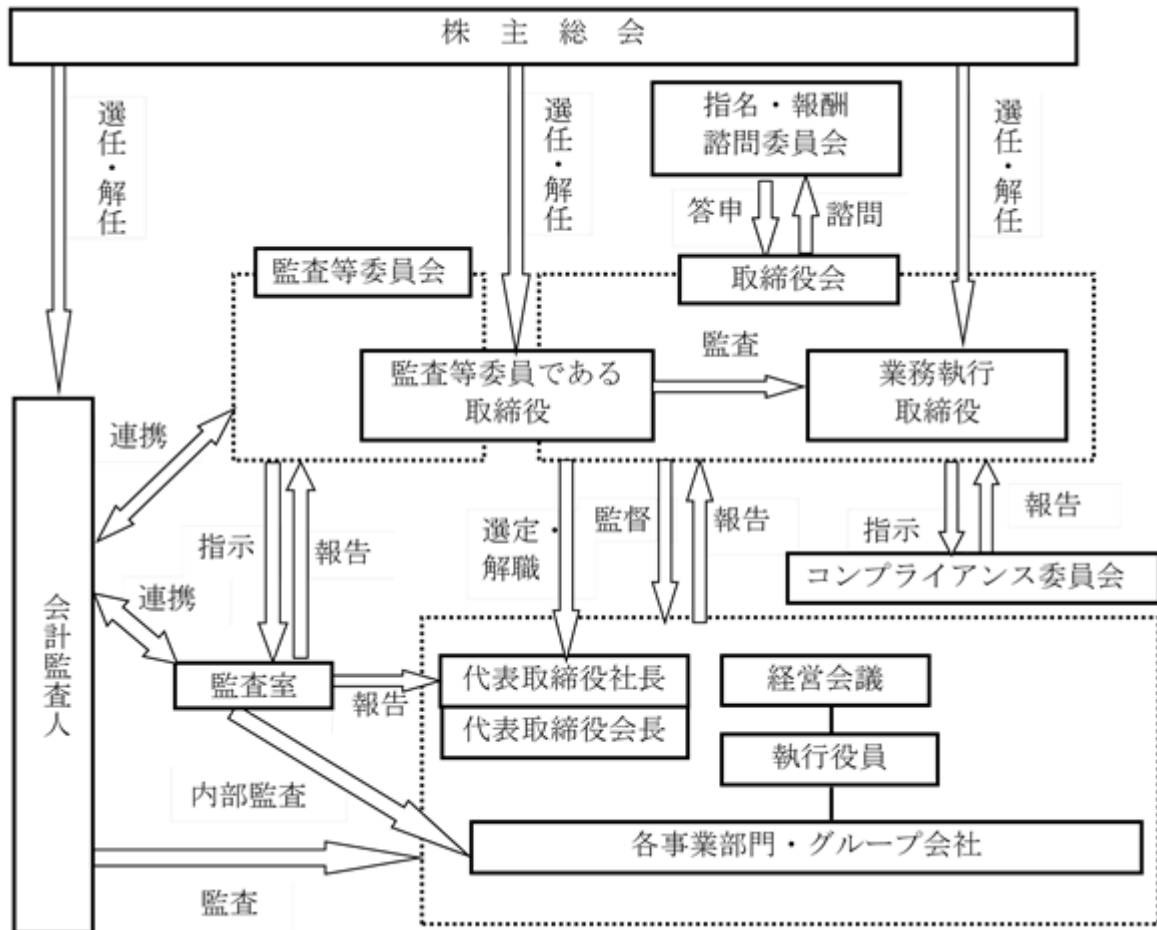 株主総会
選任・解任
選任・解任
選任・解任
指名・報酬
諮問委員会
答申
諮問
監査等委員会
取締役会
監査等委員である
取締役
監査
業務執行
取締役
連携
指示
報告
選定・
解職
監督
報告
指示
報告
コンプライアンス委員会
連携
会計監査人
監査室
報告
代表取締役社長
代表取締役会長
経営会議
執行役員
内部監査
各事業部門・グループ会社
監査